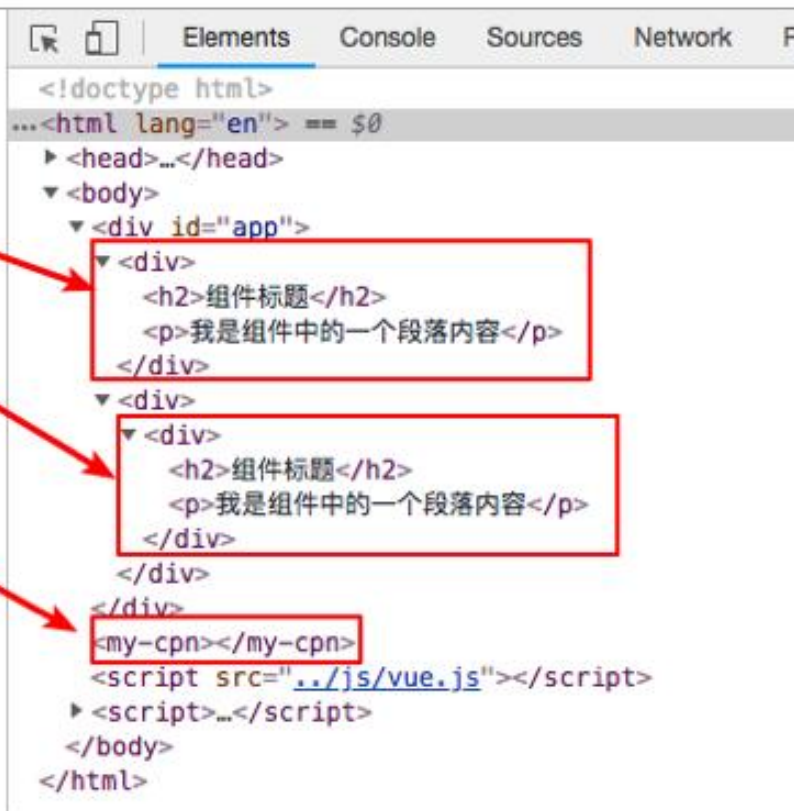 Elements Console Sources Network
<!doctype html>
...<html lang="en"> == $0
▶ <head>…</head>
▼ <body>
▼ <div id="app">
▼ <div>
<h2>组件标题</h2>
<p>我是组件中的一个段落内容</p>
</div>
▼ <div>
▼ <div>
<h2>组件标题</h2>
<p>我是组件中的一个段落内容</p>
</div>
</div>
</div>
<my-cpn></my-cpn>
<script src="../js/vue.js"></script>
▶ <script>…</script>
</body>
</html>